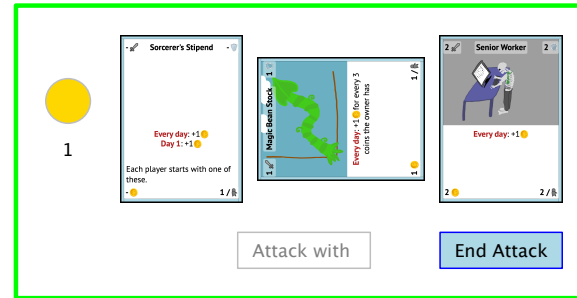 1
- Sorcerer's Stipend -
Every day: +1
Day 1: +1
Each player starts with one of
these.
- 1 /
1 Magic Bean Stock 1
Every day: +1 for every 3
coins the owner has
1 1 /
2 Senior Worker 2
Every day: +1
2 2 /
Attack with
End Attack